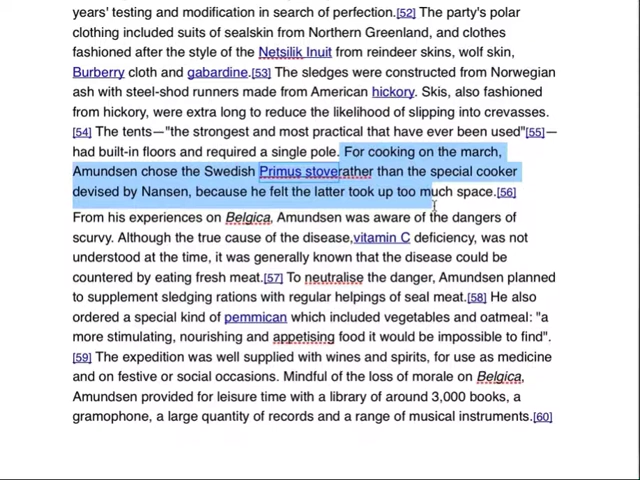 years' testing and modification in search of perfection.[52] The party's polar
clothing included suits of sealskin from Northern Greenland, and clothes
fashioned after the style of the Netsilik Inuit from reindeer skins, wolf skin,
Burberry cloth and gabardine.[53] The sledges were constructed from Norwegian
ash with steel-shod runners made from American hickory. Skis, also fashioned
from hickory, were extra long to reduce the likelihood of slipping into crevasses.
[54] The tents—"the strongest and most practical that have ever been used"[55]—
had built-in floors and required a single pole. For cooking on the march,
Amundsen chose the Swedish Primus stoverather than the special cooker
devised by Nansen, because he felt the latter took up too much space.[56]
From his experiences on Belgica, Amundsen was aware of the dangers of
scurvy. Although the true cause of the disease,vitamin C deficiency, was not
understood at the time, it was generally known that the disease could be
countered by eating fresh meat.[57] To neutralise the danger, Amundsen planned
to supplement sledging rations with regular helpings of seal meat.[58] He also
ordered a special kind of pemmican which included vegetables and oatmeal: "a
more stimulating, nourishing and appetising food it would be impossible to find".
[59] The expedition was well supplied with wines and spirits, for use as medicine
and on festive or social occasions. Mindful of the loss of morale on Belgica,
Amundsen provided for leisure time with a library of around 3,000 books, a
gramophone, a large quantity of records and a range of musical instruments.[60]